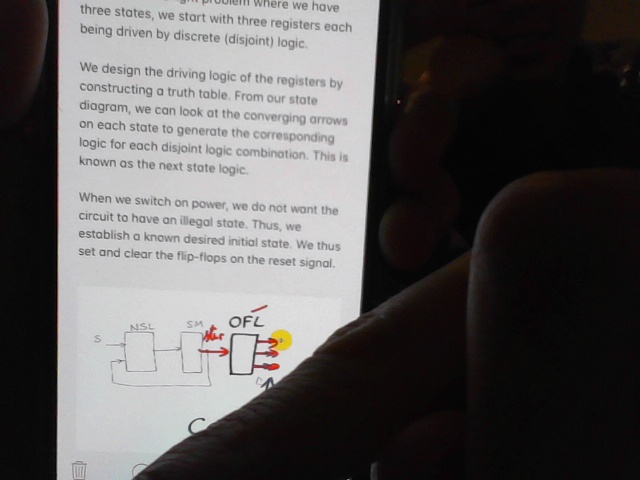 problem where we have
three states, we start with three registers each
being driven by discrete (disjoint) logic.
We design the driving logic of the registers by
constructing a truth table. From our state
diagram, we can look at the converging arrows
on each state to generate the corresponding
logic for each disjoint logic combination. This is
known as the next state logic.
When we switch on power, we do not want the
circuit to have an illegal state. Thus, we
establish a known desired initial state. We thus
set and clear the flip-flops on the reset signal.
S NSL SM OFL
C